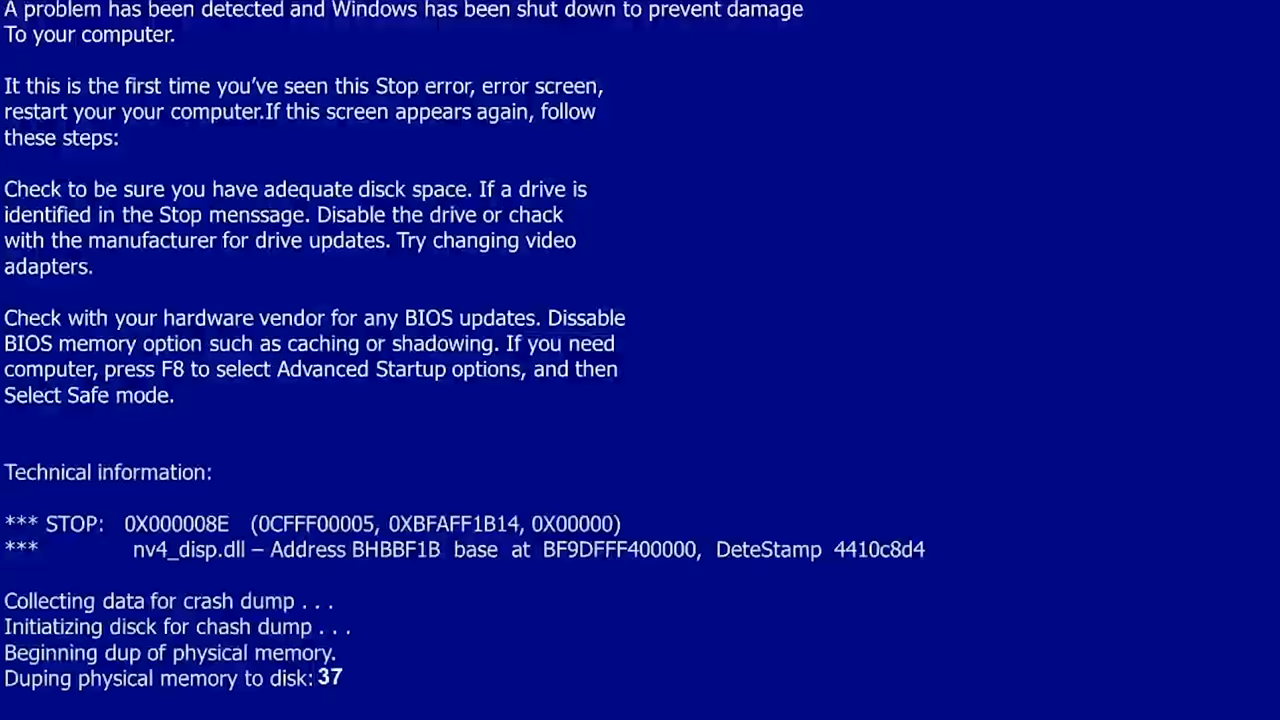 A problem has been detected and Windows has been shut down to prevent damage
To your computer.
It this is the first time you’ve seen this Stop error, error screen,
restart your your computer.If this screen appears again, follow
these steps:
Check to be sure you have adequate disck space. If a drive is
identified in the Stop menssage. Disable the drive or chack
with the manufacturer for drive updates. Try changing video
adapters.
Check with your hardware vendor for any BIOS updates. Dissable
BIOS memory option such as caching or shadowing. If you need
computer, press F8 to select Advanced Startup options, and then
Select Safe mode.
Technical information:
*** STOP: 0X000008E (0CFFF00005, 0XBFAFF1B14, 0X00000)
*** nv4_disp.dll – Address BHBBF1B base at BF9DFFF400000, DeteStamp 4410c8d4
Collecting data for crash dump . . .
Initiatizing disck for chash dump . . .
Beginning dup of physical memory.
Duping physical memory to disk: 37